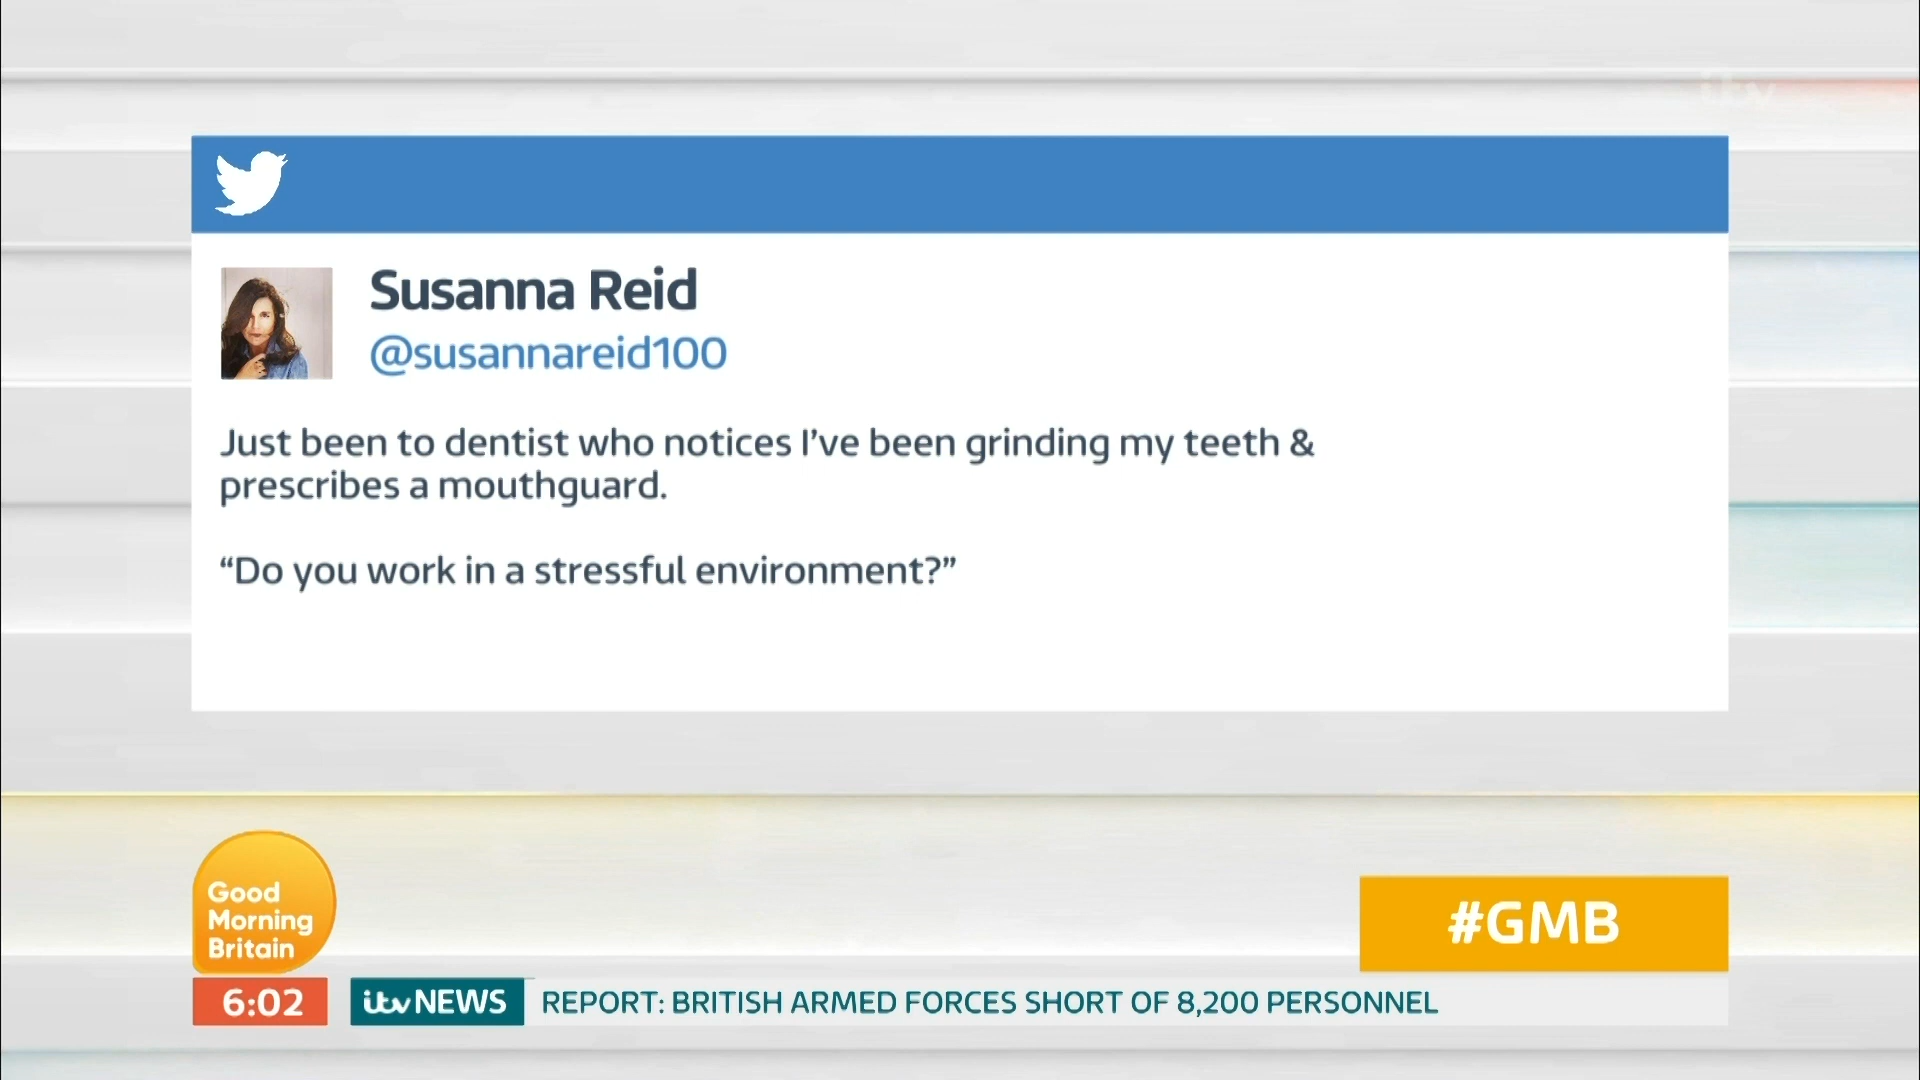 itv
Susanna Reid
@susannareid100
Just been to dentist who notices I've been grinding my teeth &
prescribes a mouthguard.
“Do you work in a stressful environment?”
Good
Morning
Britain
#GMB
6:02
itv NEWS
REPORT: BRITISH ARMED FORCES SHORT OF 8,200 PERSONNEL